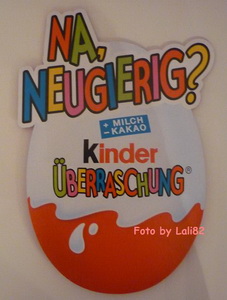 NA,
NEUGIERIG?
+ MILCH
- KAKAO
kinder
ÜBERRASCHUNG®
Foto by Lali82